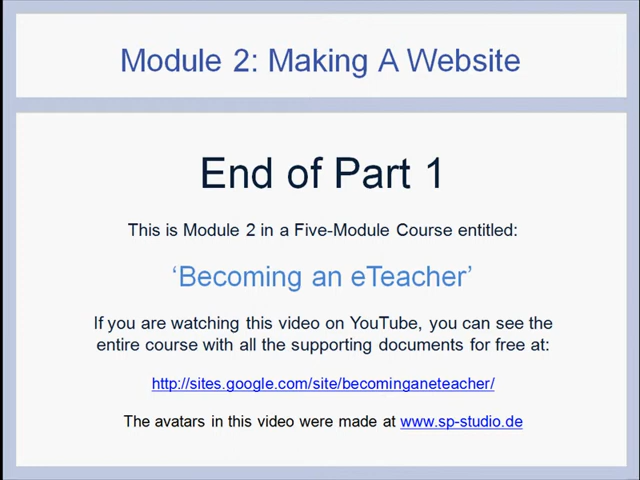 Module 2: Making A Website
End of Part 1
This is Module 2 in a Five-Module Course entitled:
‘Becoming an eTeacher’
If you are watching this video on YouTube, you can see the
entire course with all the supporting documents for free at:
http://sites.google.com/site/becominganeteacher/
The avatars in this video were made at www.sp-studio.de